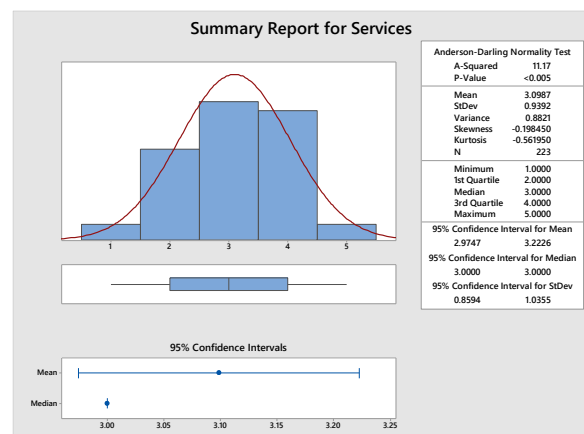 Summary Report for Services
1 2 3 4 5
Anderson-Darling Normality Test
A-Squared 11.17
P-Value <0.005
Mean 3.0987
StDev 0.9392
Variance 0.8821
Skewness -0.198450
Kurtosis -0.561950
N 223
Minimum 1.0000
1st Quartile 2.0000
Median 3.0000
3rd Quartile 4.0000
Maximum 5.0000
95% Confidence Interval for Mean
2.9747 3.2226
95% Confidence Interval for Median
3.0000 3.0000
95% Confidence Interval for StDev
0.8594 1.0355
95% Confidence Intervals
Mean
Median
3.00 3.05 3.10 3.15 3.20 3.25